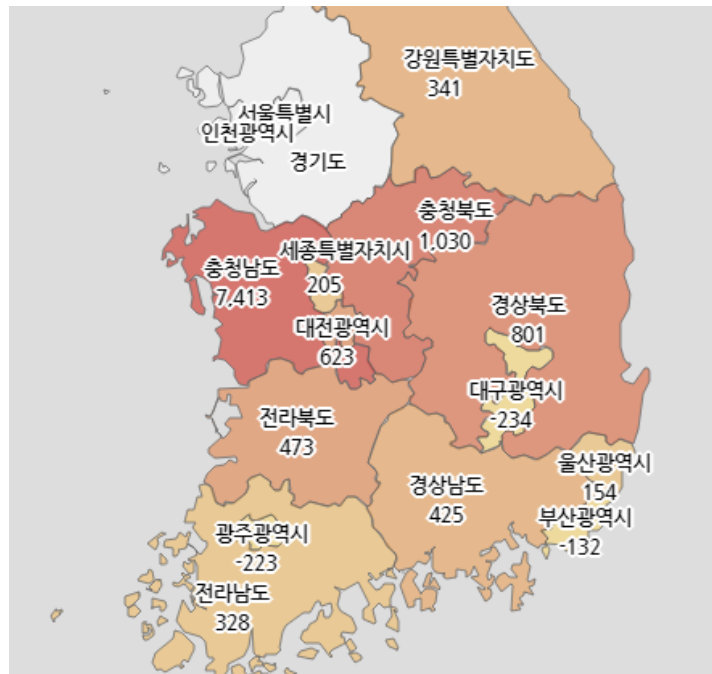 강원특별자치도
341
서울특별시
인천광역시
경기도
충청북도
1,030
세종특별자치시
205
충청남도
7,413
경상북도
801
대전광역시
623
대구광역시
-234
전라북도
473
울산광역시
154
경상남도
425
부산광역시
-132
광주광역시
-223
전라남도
328